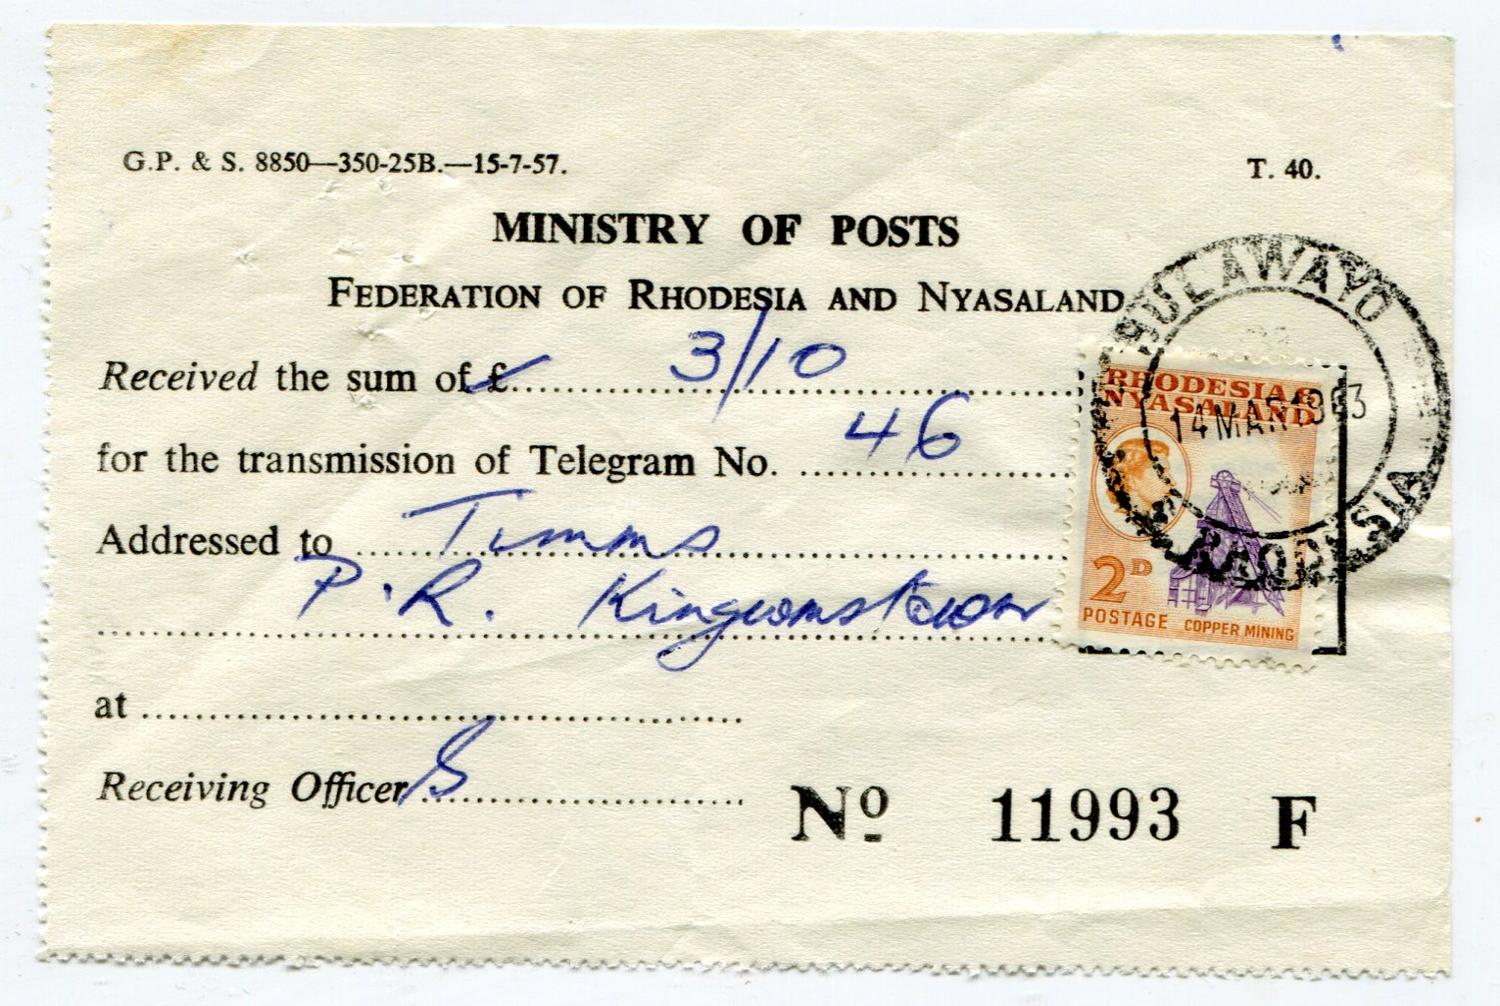 G.P. & S. 8850—350-25B.—15-7-57. T. 40.
MINISTRY OF POSTS
FEDERATION OF RHODESIA AND NYASALAND
Received the sum of £ 3/10
for the transmission of Telegram No. 46
Addressed to Timms
P.R.
at
Receiving Officer
Nº 11993 F
BULAWAYO
14 MAR 1963
RHODESIA
RHODESIA &
NYASALAND
2D
POSTAGE COPPER MINING